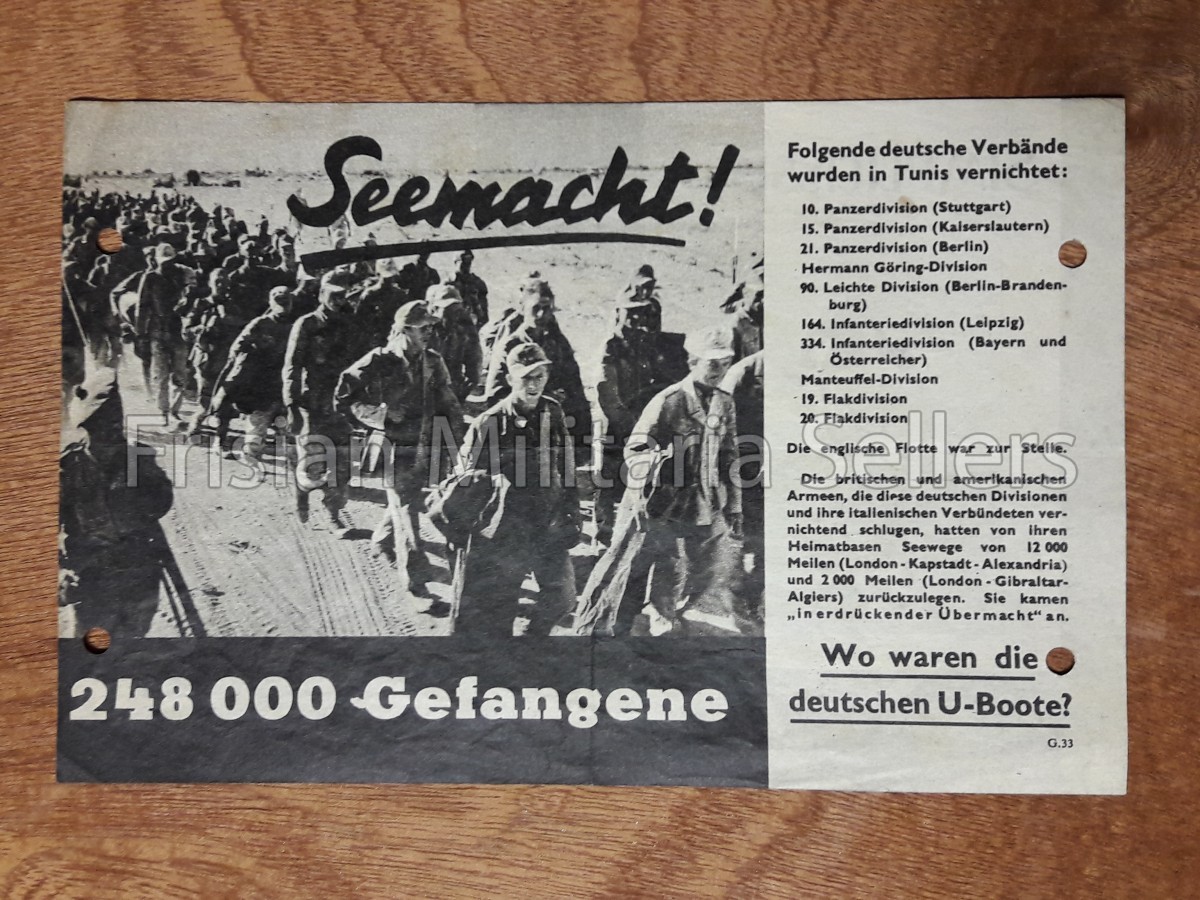 Seemacht!
248 000 Gefangene
Folgende deutsche Verbände
wurden in Tunis vernichtet:
10. Panzerdivision (Stuttgart)
15. Panzerdivision (Kaiserslautern)
21. Panzerdivision (Berlin)
Hermann Göring-Division
90. Leichte Division (Berlin-Branden-
burg)
164. Infanteriedivision (Leipzig)
334. Infanteriedivision (Bayern und
Österreicher)
Manteuffel-Division
19. Flakdivision
20. Flakdivision
Die englische Flotte war zur Stelle.
Die britischen und amerikanischen
Armeen, die diese deutschen Divisionen
und ihre italienischen Verbündeten ver-
nichtend schlugen, hatten von ihren
Heimatbasen Seewege von 12 000
Meilen (London - Kapstadt - Alexandria)
und 2 000 Meilen (London - Gibraltar-
Algiers) zurückzulegen. Sie kamen
„in erdrückender Übermacht“ an.
Wo waren die
deutschen U-Boote?
G.33
Frisian Militaria Sellers